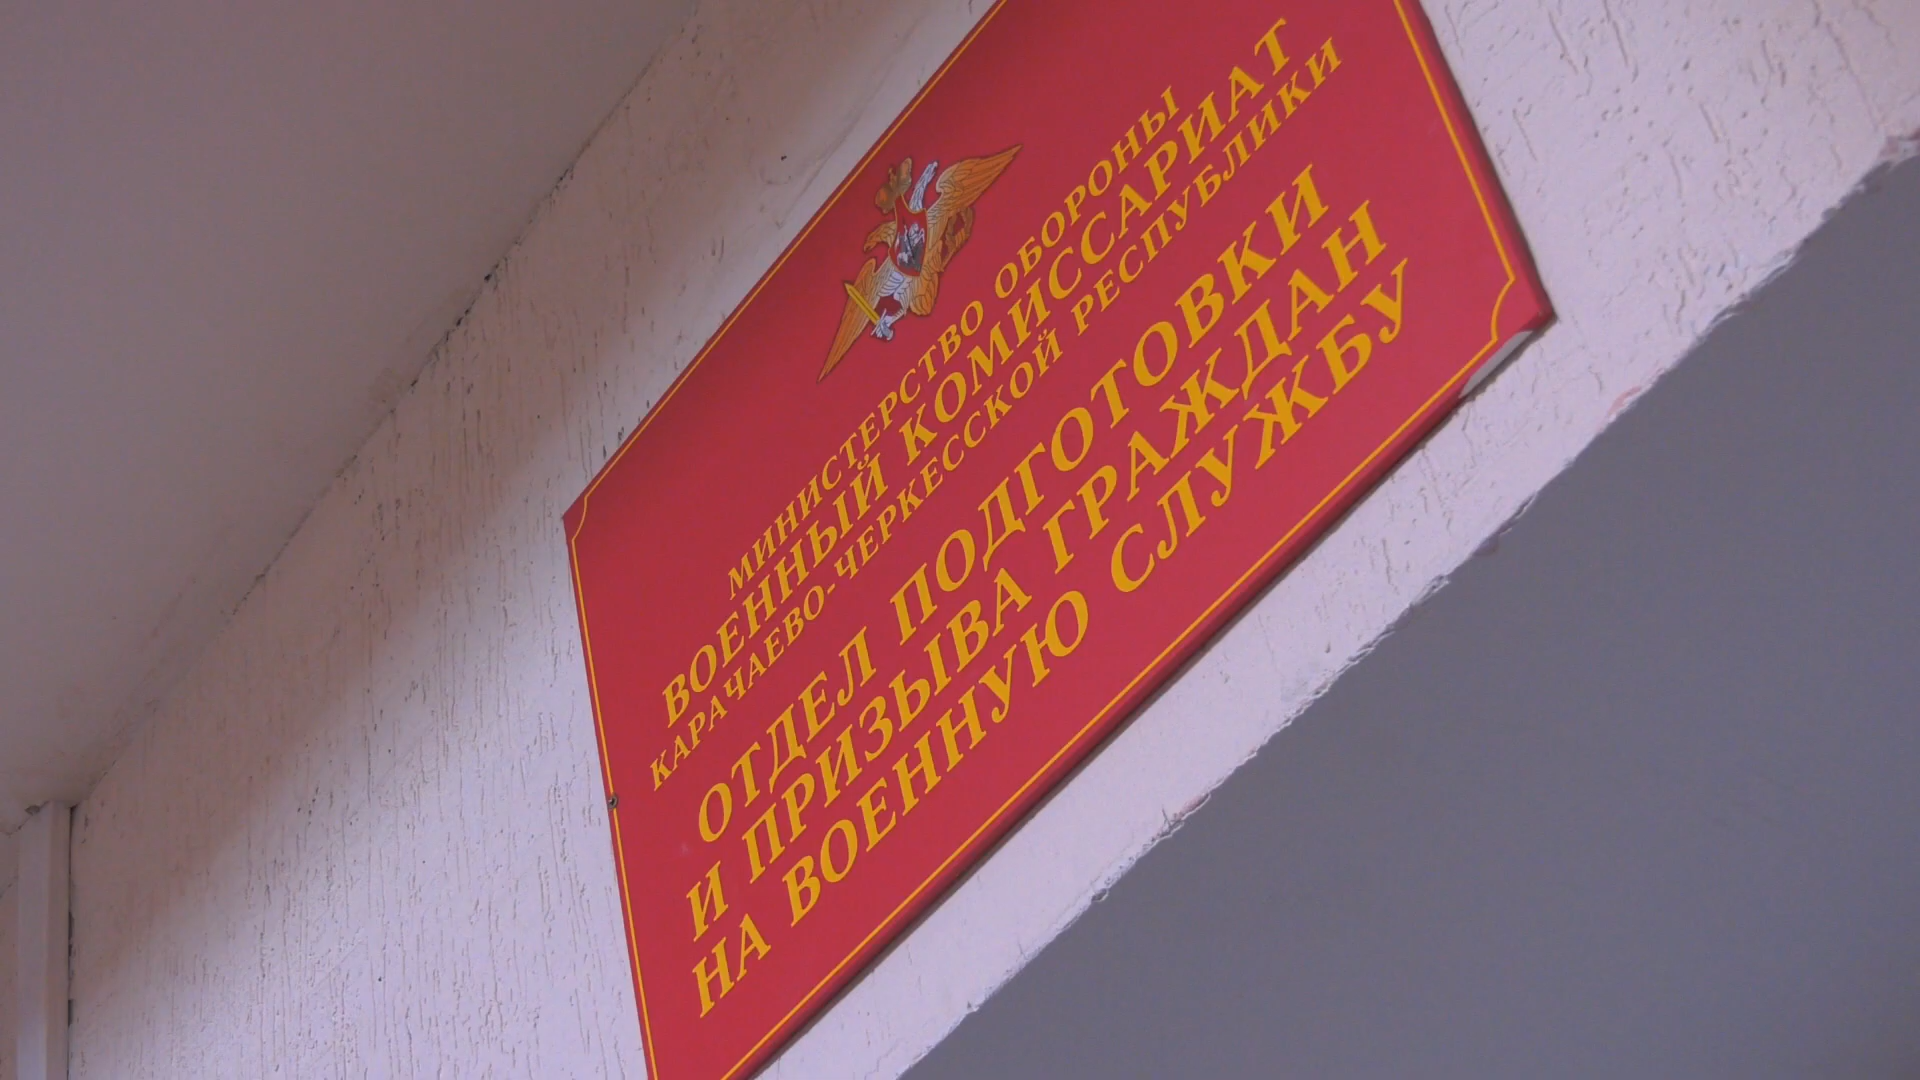 МИНИСТЕРСТВО ОБОРОНЫ
ВОЕННЫЙ КОМИССАРИАТ
КАРАЧАЕВО-ЧЕРКЕССКОЙ РЕСПУБЛИКИ
ОТДЕЛ ПОДГОТОВКИ
И ПРИЗЫВА ГРАЖДАН
НА ВОЕННУЮ СЛУЖБУ